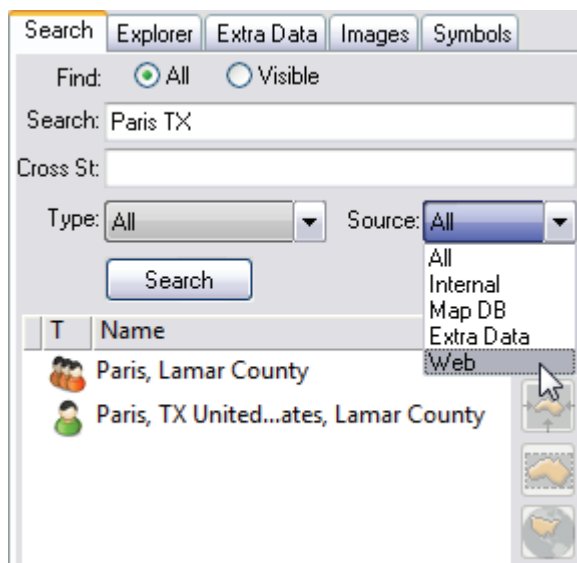 Search Explorer Extra Data Images Symbols
Find: All Visible
Search: Paris TX
Cross St:
Type: All Source: All
All
Internal
Map DB
Extra Data
Web
Search
T Name
Paris, Lamar County
Paris, TX United...ates, Lamar County